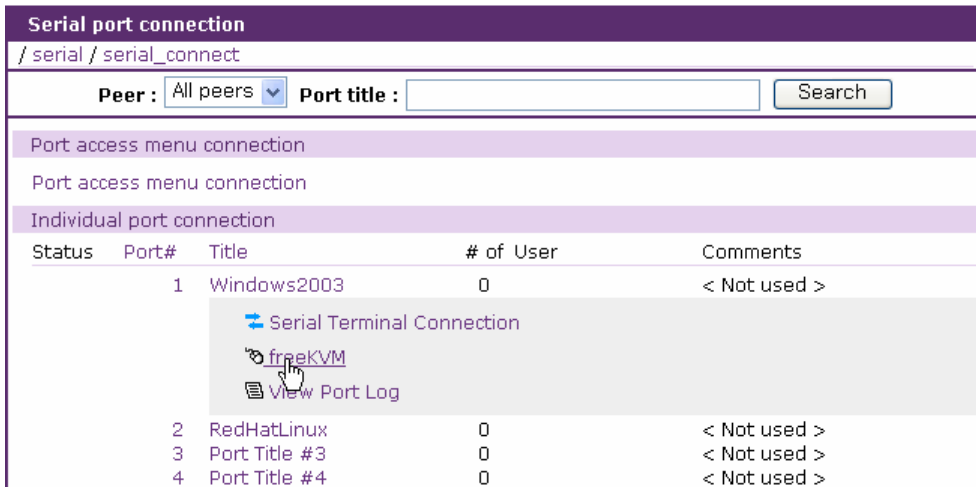 Serial port connection
/ serial / serial_connect
Peer : All peers Port title : Search
Port access menu connection
Port access menu connection
Individual port connection
Status Port# Title # of User Comments
1 Windows2003 0 < Not used >
Serial Terminal Connection
freeKVM
View Port Log
2 RedHatLinux 0 < Not used >
3 Port Title #3 0 < Not used >
4 Port Title #4 0 < Not used >